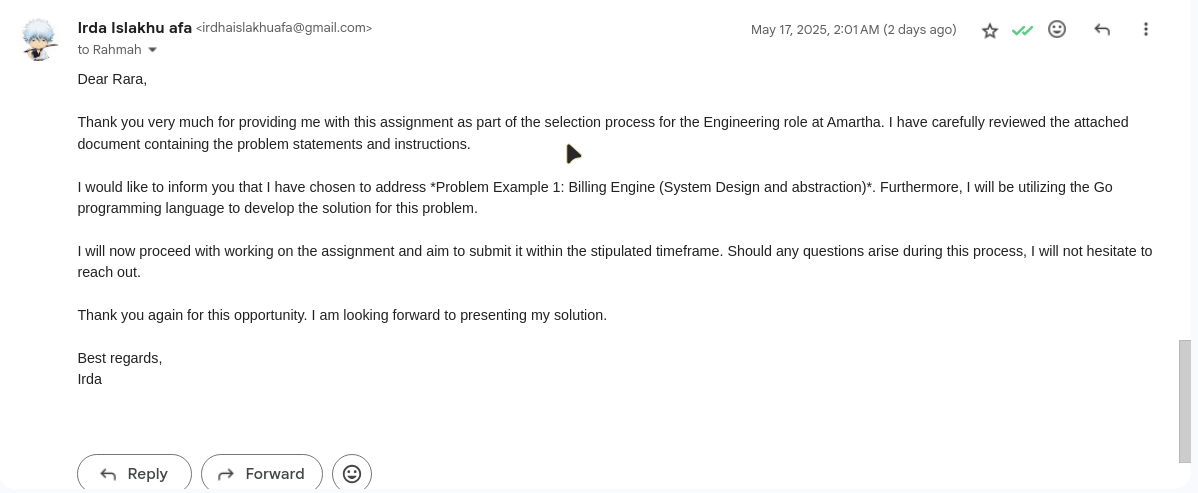 Irda Islakhu afa <irdhaislakhuafa@gmail.com> May 17, 2025, 2:01 AM (2 days ago)
to Rahmah
Dear Rara,
Thank you very much for providing me with this assignment as part of the selection process for the Engineering role at Amartha. I have carefully reviewed the attached
document containing the problem statements and instructions.
I would like to inform you that I have chosen to address *Problem Example 1: Billing Engine (System Design and abstraction)*. Furthermore, I will be utilizing the Go
programming language to develop the solution for this problem.
I will now proceed with working on the assignment and aim to submit it within the stipulated timeframe. Should any questions arise during this process, I will not hesitate to
reach out.
Thank you again for this opportunity. I am looking forward to presenting my solution.
Best regards,
Irda
Reply Forward